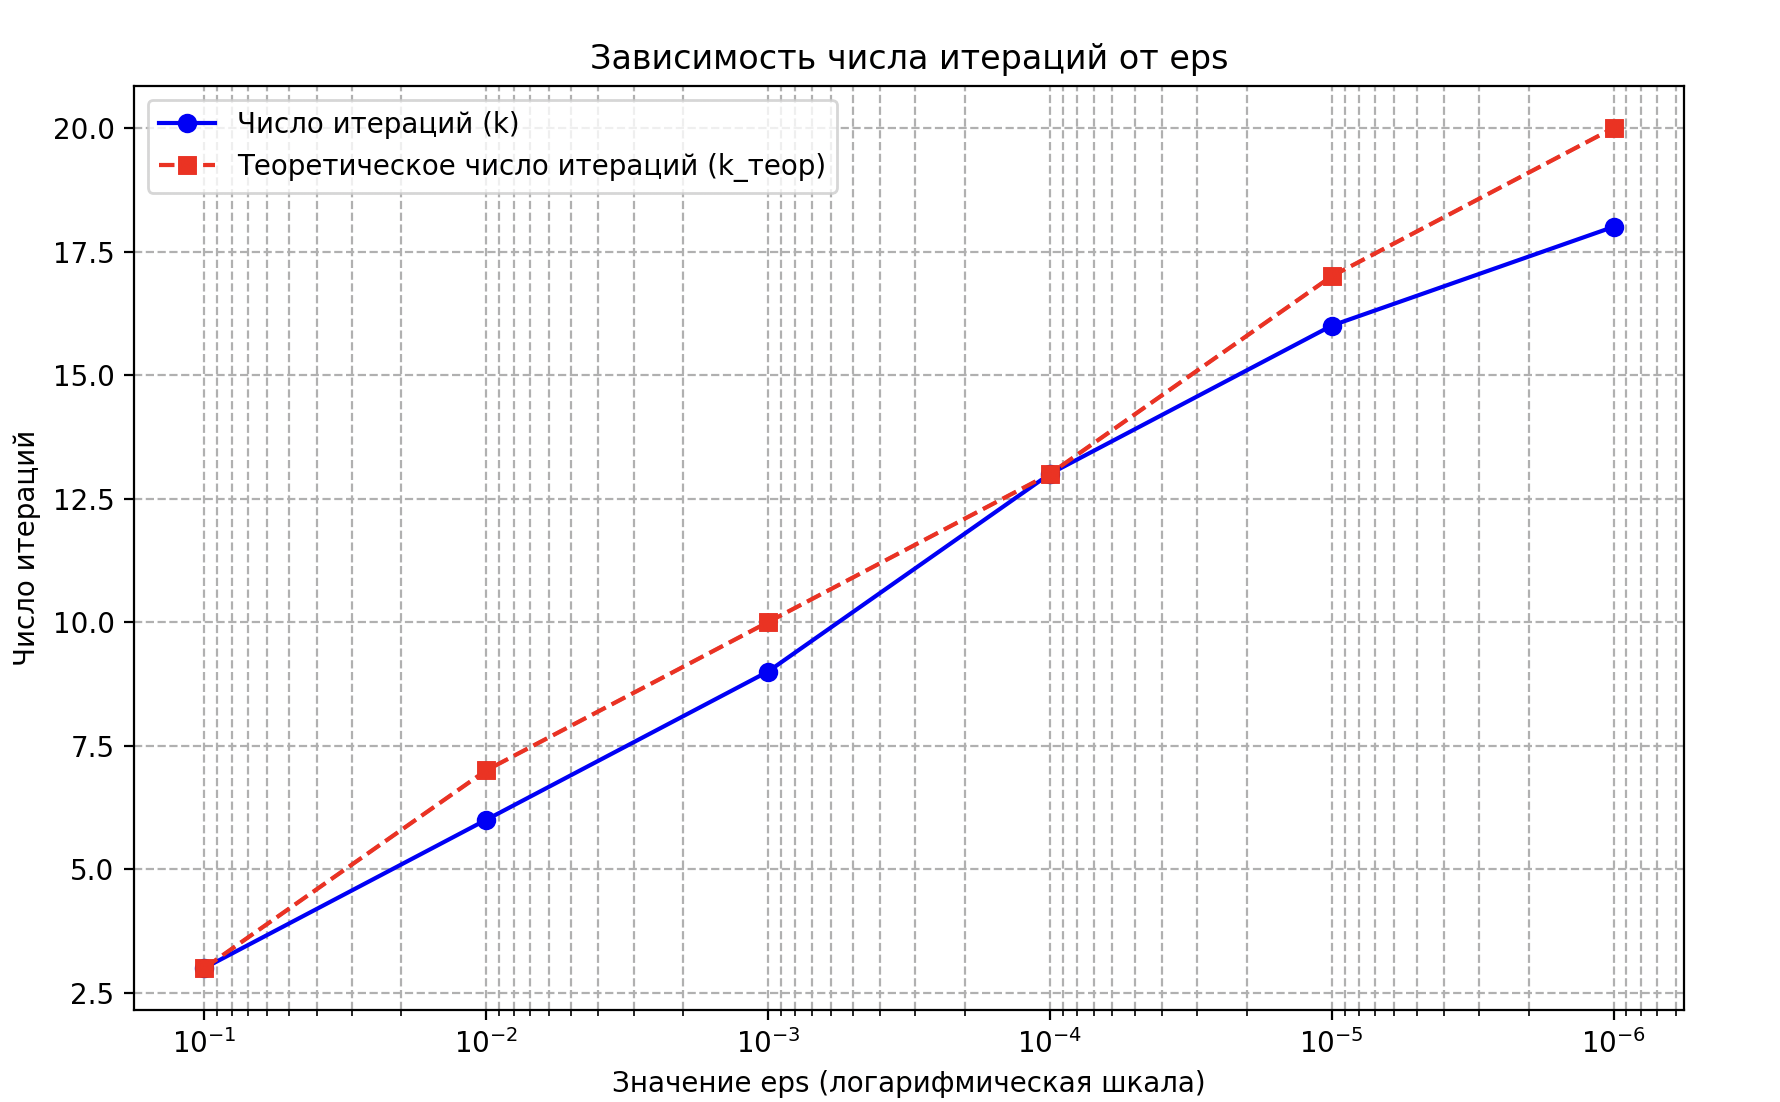 Зависимость числа итераций от eps
Число итераций (k)
Теоретическое число итераций (k_теор)
20.0
17.5
15.0
12.5
10.0
7.5
5.0
2.5
Число итераций
10⁻¹ 10⁻² 10⁻³ 10⁻⁴ 10⁻⁵ 10⁻⁶
Значение eps (логарифмическая шкала)